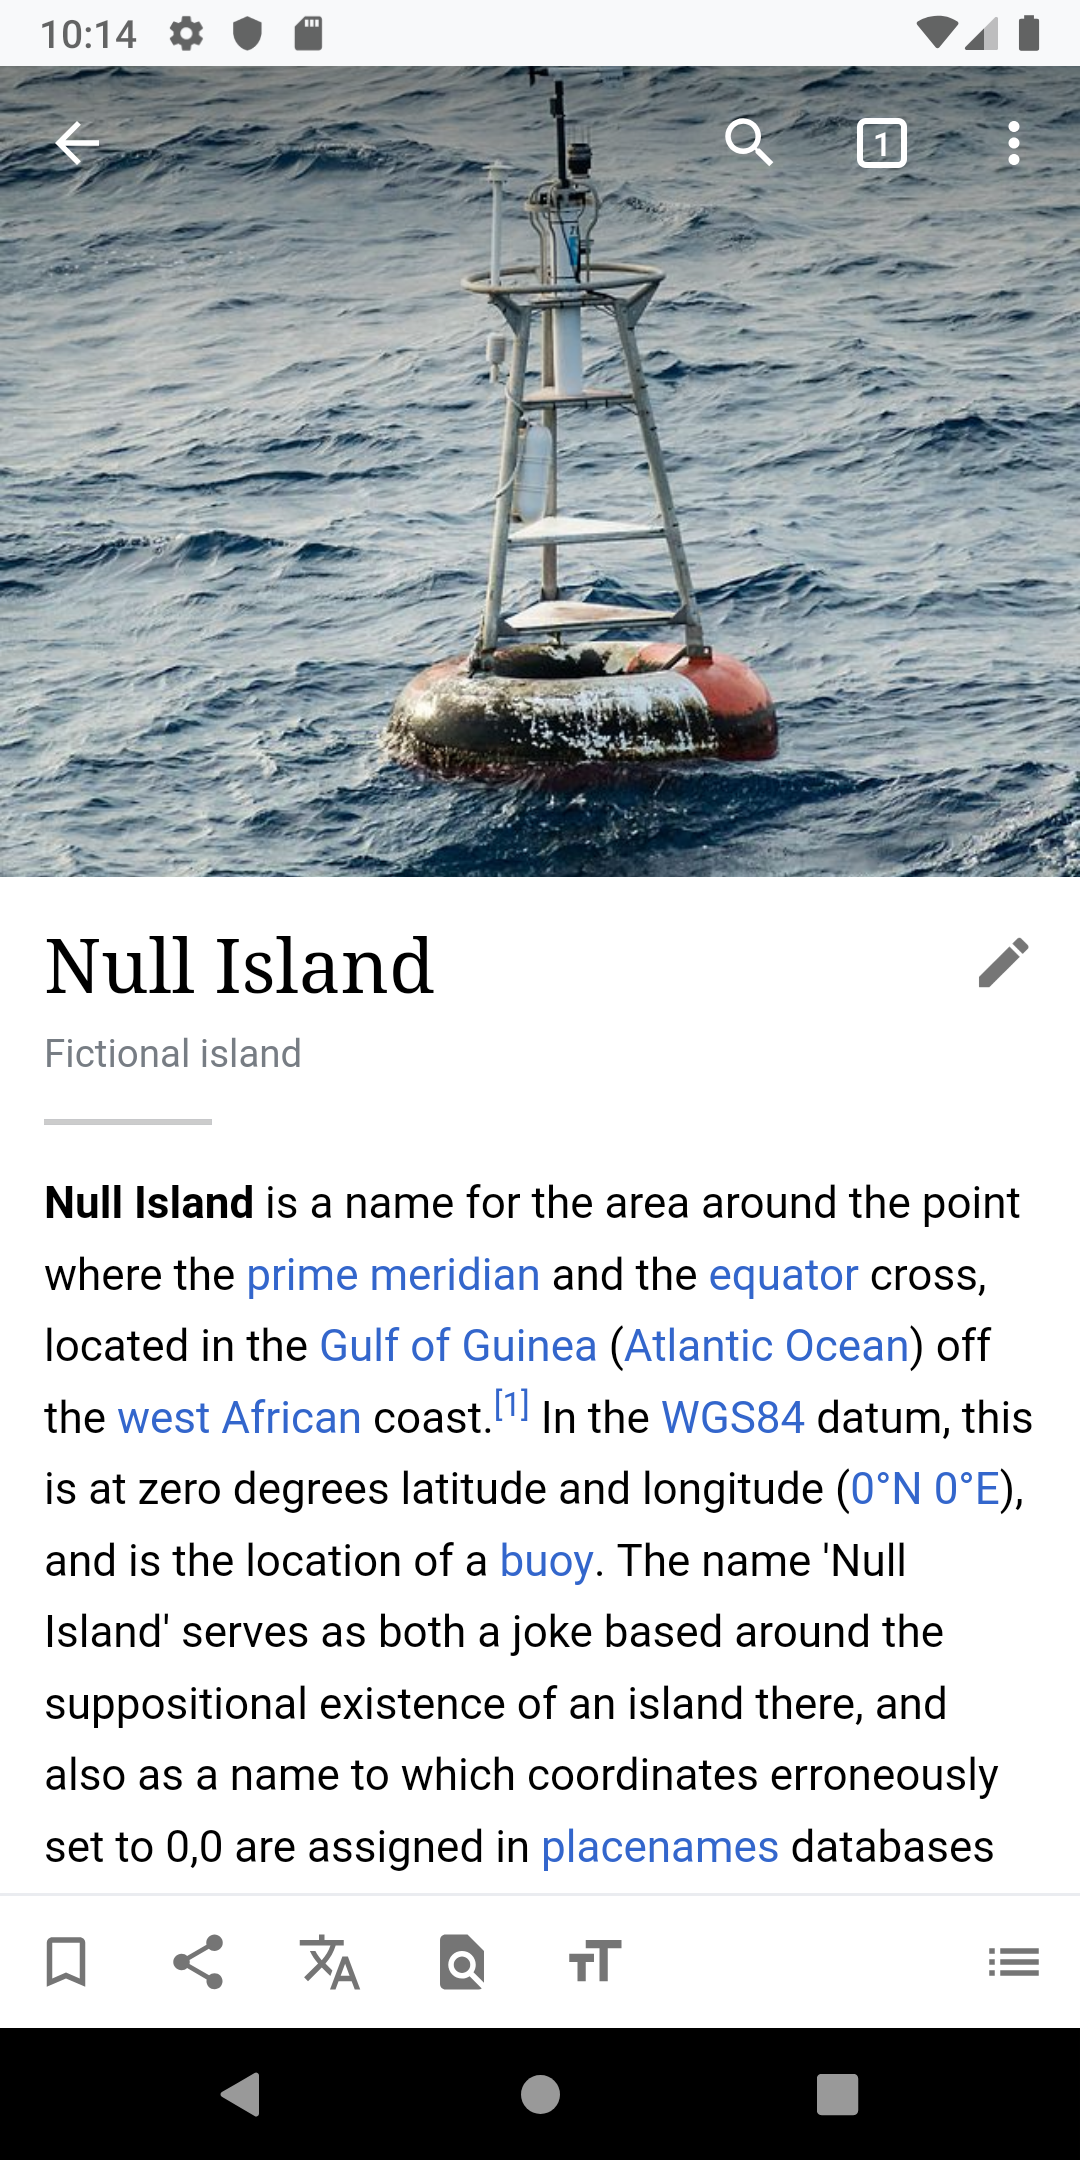 10:14
1
Null Island
Fictional island
Null Island is a name for the area around the point
where the prime meridian and the equator cross,
located in the Gulf of Guinea (Atlantic Ocean) off
the west African coast.[1] In the WGS84 datum, this
is at zero degrees latitude and longitude (0°N 0°E),
and is the location of a buoy. The name 'Null
Island' serves as both a joke based around the
suppositional existence of an island there, and
also as a name to which coordinates erroneously
set to 0,0 are assigned in placenames databases